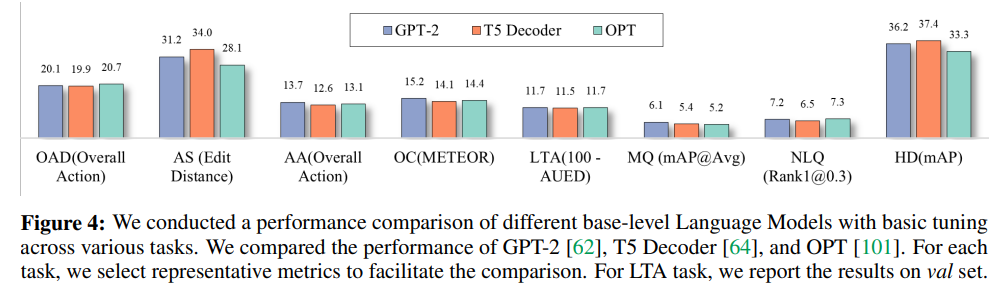 GPT-2 T5 Decoder OPT
20.1 19.9 20.7
31.2 34.0 28.1
13.7 12.6 13.1
15.2 14.1 14.4
11.7 11.5 11.7
6.1 5.4 5.2
7.2 6.5 7.3
36.2 37.4 33.3
OAD(Overall
Action)
AS (Edit
Distance)
AA(Overall
Action)
OC(METEOR)
LTA(100 -
AUED)
MQ (mAP@Avg)
NLQ
(Rank1@0.3)
HD(mAP)
Figure 4: We conducted a performance comparison of different base-level Language Models with basic tuning
across various tasks. We compared the performance of GPT-2 [62], T5 Decoder [64], and OPT [101]. For each
task, we select representative metrics to facilitate the comparison. For LTA task, we report the results on val set.